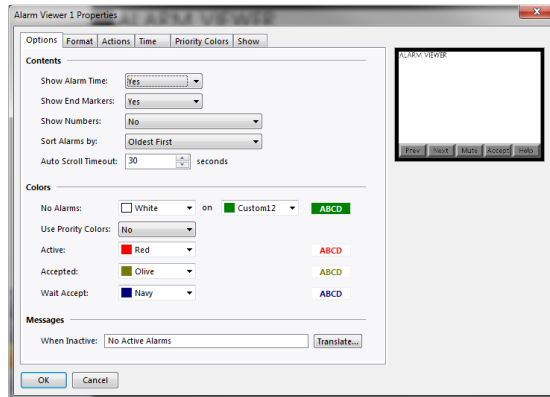 Alarm Viewer 1 Properties
Options Format Actions Time Priority Colors Show
Contents
Show Alarm Time: Yes
Show End Markers: Yes
Show Numbers: No
Sort Alarms by: Oldest First
Auto Scroll Timeout: 30 seconds
Colors
No Alarms: White on Custom12 ABCD
Use Prority Colors: No
Active: Red ABCD
Accepted: Olive ABCD
Wait Accept: Navy ABCD
Messages
When Inactive: No Active Alarms Translate...
OK Cancel
ALARM VIEWER
Prev Next Mute Accept Help